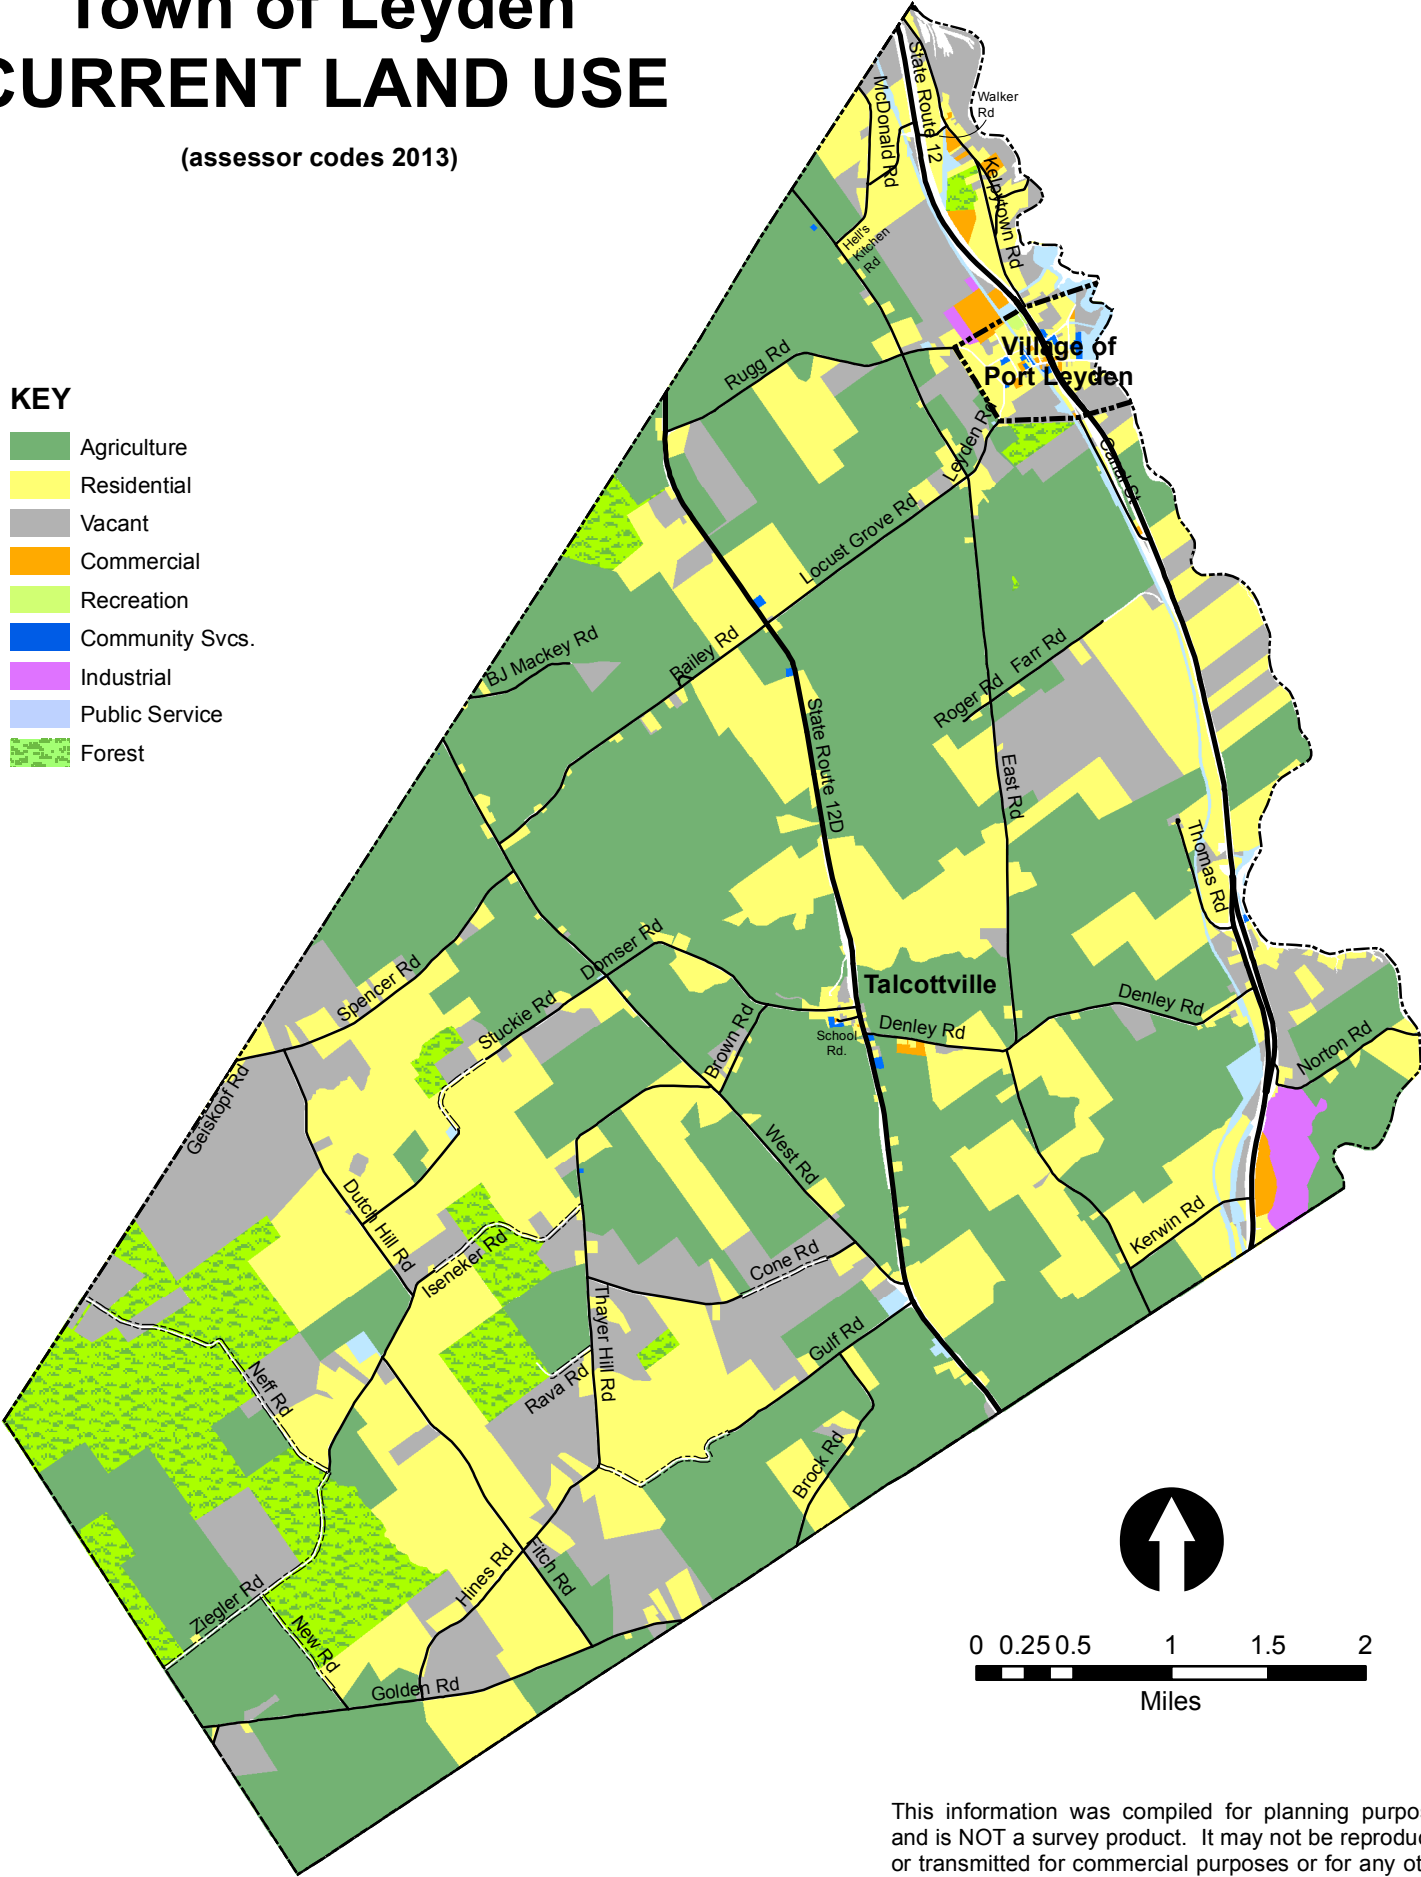 Town of Leyden
CURRENT LAND USE
(assessor codes 2013)
KEY
Agriculture
Residential
Vacant
Commercial
Recreation
Community Svcs.
Industrial
Public Service
Forest
State Route 12
McDonald Rd
Walker
Rd
Kelpytown Rd
Hell's
Kitchen
Rd
Village of
Port Leyden
Rugg Rd
Leyden Rd
Canal St
Locust Grove Rd
BJ Mackey Rd
Bailey Rd
Roger Rd
Farr Rd
State Route 12D
East Rd
Thomas Rd
Spencer Rd
Domser Rd
Stuckie Rd
Talcottville
Denley Rd
Denley Rd
School
Rd.
Brown Rd
Norton Rd
Geiskopf Rd
West Rd
Dutch Hill Rd
Iseneker Rd
Cone Rd
Kerwin Rd
Thayer Hill Rd
Gulf Rd
Neff Rd
Rava Rd
Brock Rd
Hines Rd
Fitch Rd
Ziegler Rd
New Rd
Golden Rd
0 0.25 0.5 1 1.5 2
Miles
This information was compiled for planning purpos
and is NOT a survey product. It may not be reproduc
or transmitted for commercial purposes or for any ot